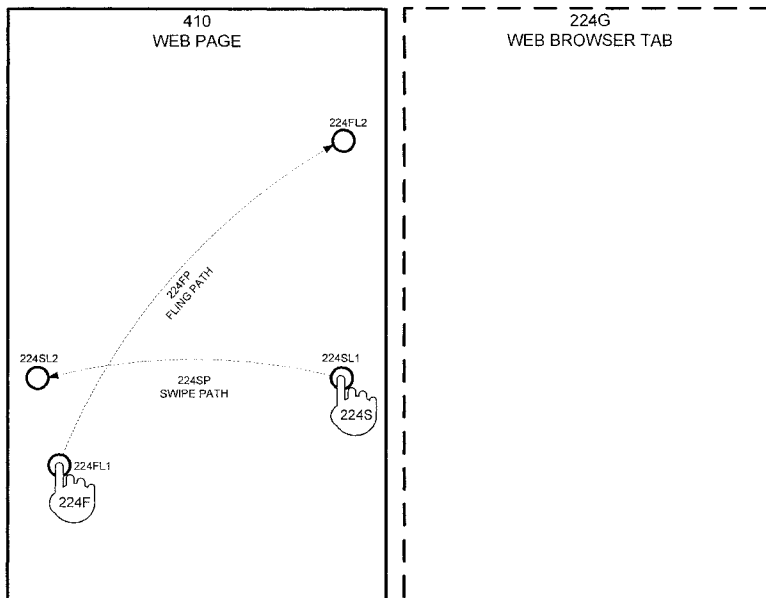 410
WEB PAGE
224G
WEB BROWSER TAB
224FL2
224FP
FLING PATH
224SL2
224SL1
224SP
SWIPE PATH
224S
224FL1
224F